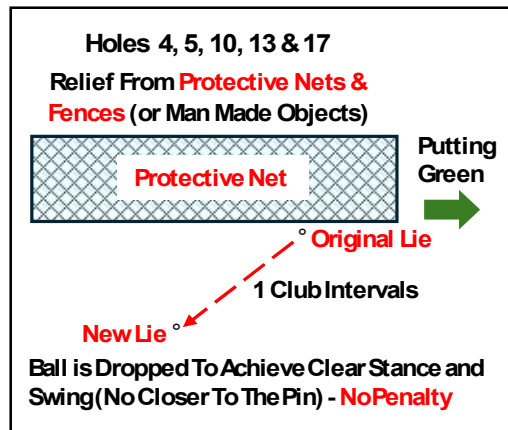 Holes 4, 5, 10, 13 & 17
Relief From Protective Nets &
Fences (or Man Made Objects)
Putting
Green
Protective Net
Original Lie
1 Club Intervals
New Lie
Ball is Dropped To Achieve Clear Stance and
Swing (No Closer To The Pin) - No Penalty